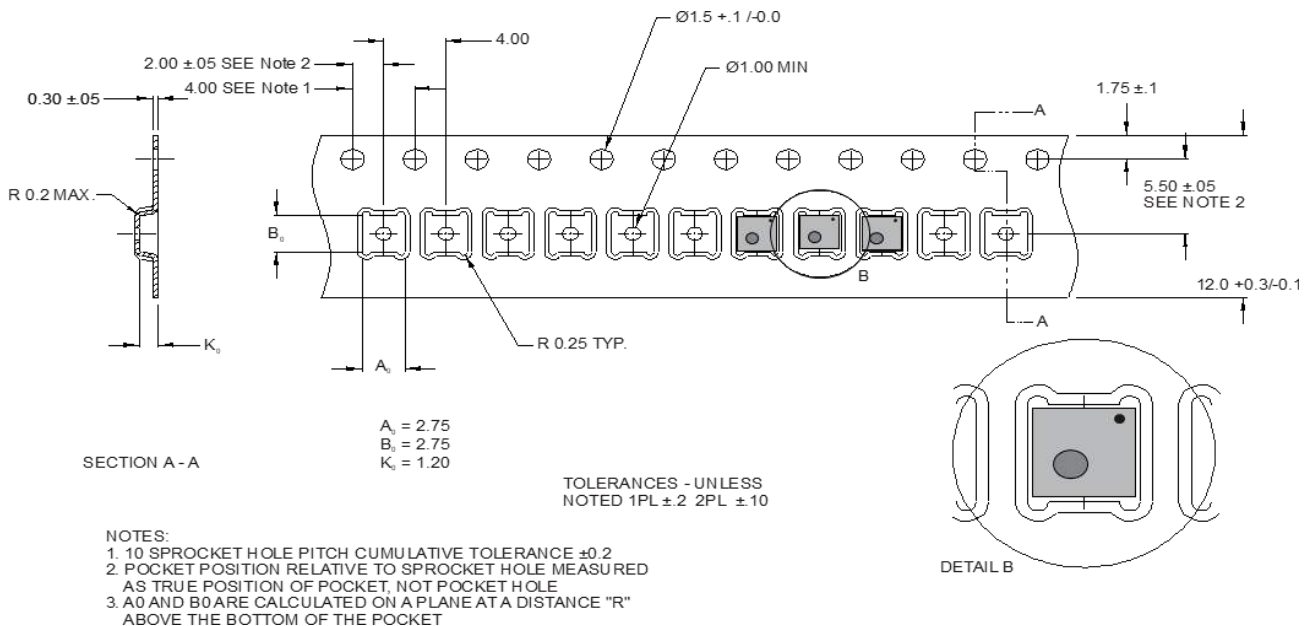 Ø1.5 +.1 /-0.0
4.00
2.00 ±.05 SEE Note 2
Ø1.00 MIN
4.00 SEE Note 1
1.75 ±.1
0.30 ±.05
A
R 0.2 MAX.
5.50 ±.05
SEE NOTE 2
B₀
B
12.0 +0.3/-0.1
A
K₀
R 0.25 TYP.
A₀
A₀ = 2.75
B₀ = 2.75
K₀ = 1.20
SECTION A - A
TOLERANCES - UNLESS
NOTED 1PL ±.2 2PL ±.10
NOTES:
1. 10 SPROCKET HOLE PITCH CUMULATIVE TOLERANCE ±0.2
2. POCKET POSITION RELATIVE TO SPROCKET HOLE MEASURED
AS TRUE POSITION OF POCKET, NOT POCKET HOLE
3. A0 AND B0 ARE CALCULATED ON A PLANE AT A DISTANCE "R"
ABOVE THE BOTTOM OF THE POCKET
DETAIL B